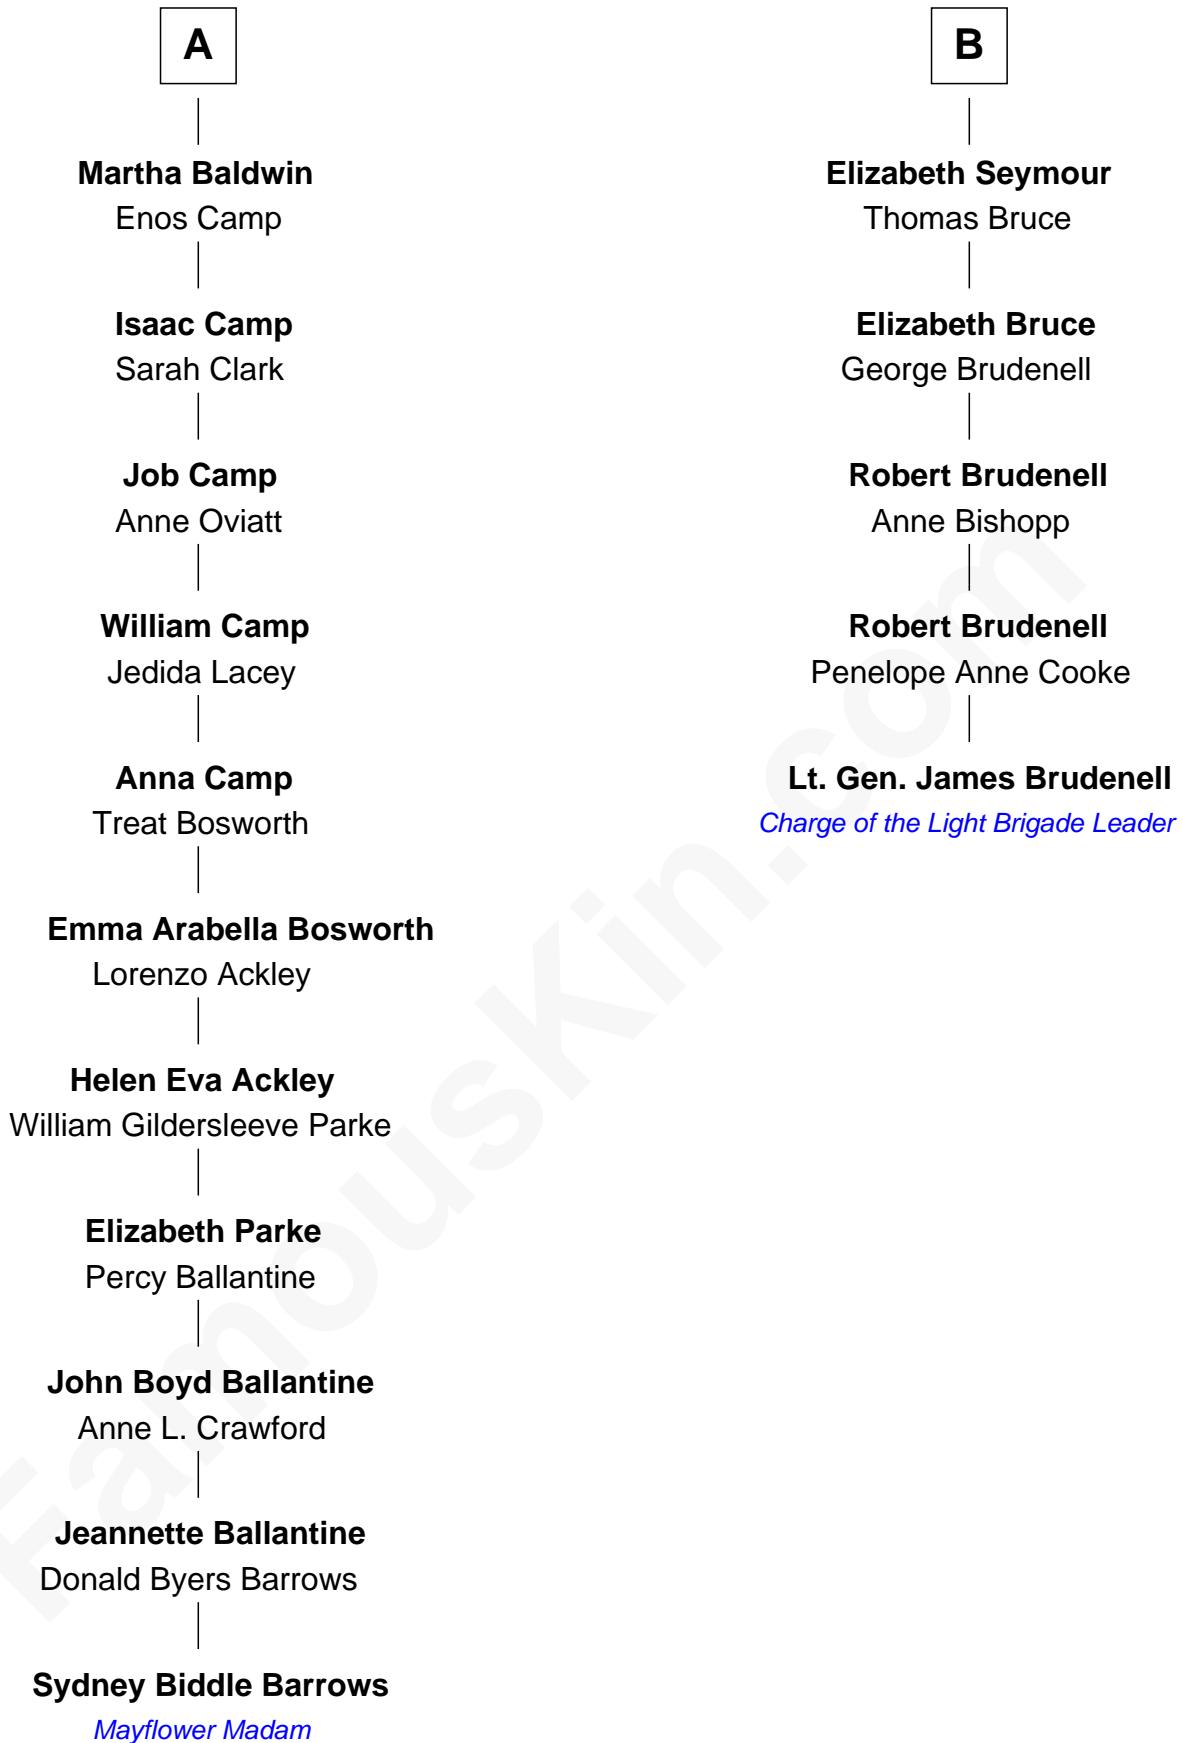 A
Martha Baldwin
Enos Camp
Isaac Camp
Sarah Clark
Job Camp
Anne Oviatt
William Camp
Jedida Lacey
Anna Camp
Treat Bosworth
Emma Arabella Bosworth
Lorenzo Ackley
Helen Eva Ackley
William Gildersleeve Parke
Elizabeth Parke
Percy Ballantine
John Boyd Ballantine
Anne L. Crawford
Jeannette Ballantine
Donald Byers Barrows
Sydney Biddle Barrows
Mayflower Madam
B
Elizabeth Seymour
Thomas Bruce
Elizabeth Bruce
George Brudenell
Robert Brudenell
Anne Bishopp
Robert Brudenell
Penelope Anne Cooke
Lt. Gen. James Brudenell
Charge of the Light Brigade Leader
FamousKin.com